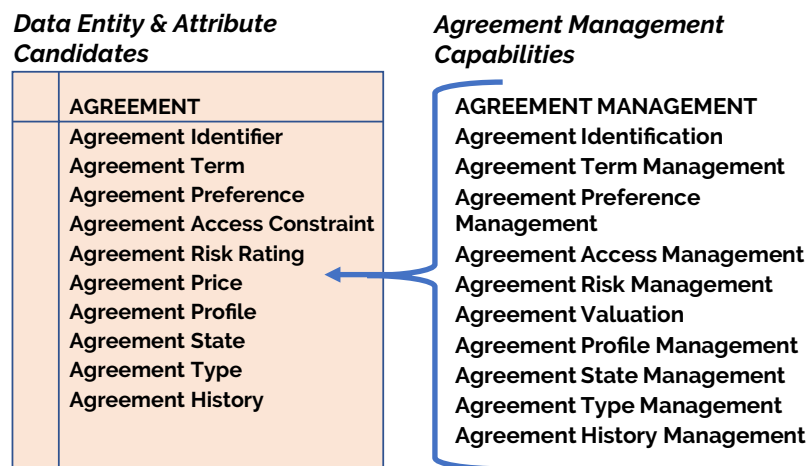 Data Entity & Attribute
Candidates
AGREEMENT
Agreement Identifier
Agreement Term
Agreement Preference
Agreement Access Constraint
Agreement Risk Rating
Agreement Price
Agreement Profile
Agreement State
Agreement Type
Agreement History
Agreement Management
Capabilities
AGREEMENT MANAGEMENT
Agreement Identification
Agreement Term Management
Agreement Preference
Management
Agreement Access Management
Agreement Risk Management
Agreement Valuation
Agreement Profile Management
Agreement State Management
Agreement Type Management
Agreement History Management